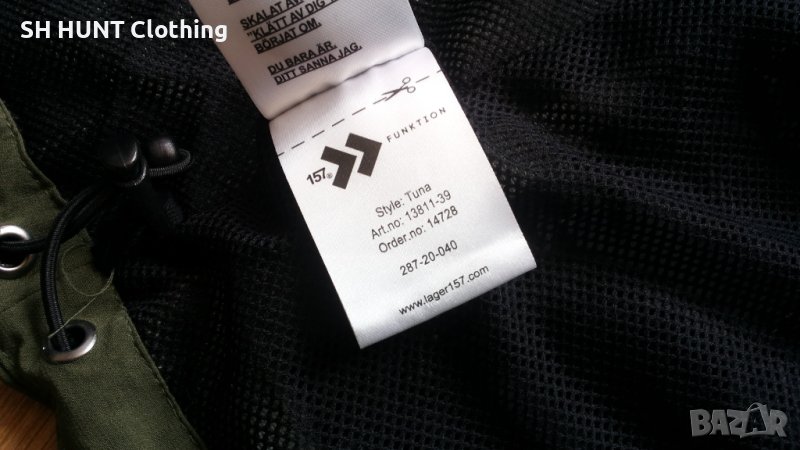 SH HUNT Clothing
SKALAT AV
"KLÄTT AV DIG
BÖRJAT OM.
DU BARA ÄR.
DITT SANNA JAG.
157® FUNKTION
Style: Tuna
Art.no: 13811-39
Order.no: 14728
287-20-040
www.lager157.com
BAZAR